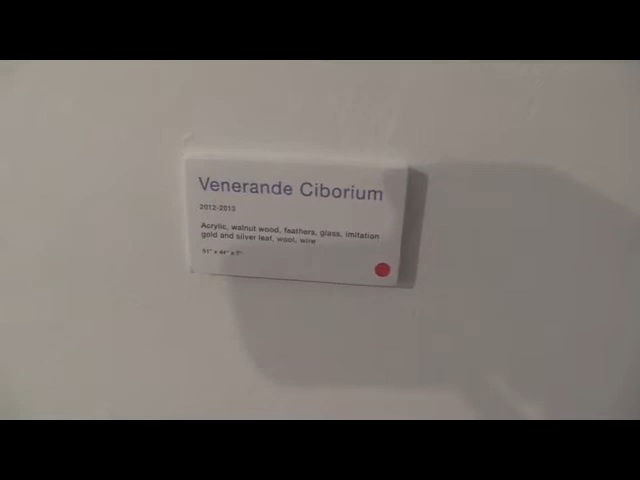 Venerande Ciborium
2012-2013
Acrylic, walnut wood, feathers, glass, imitation
gold and silver leaf, wool, wire